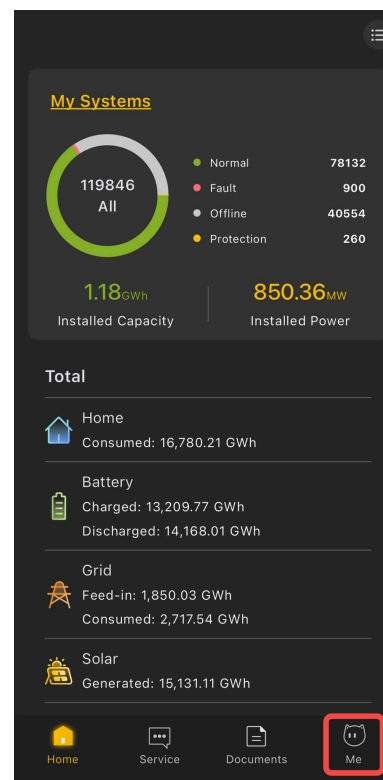 My Systems
119846
All
Normal 78132
Fault 900
Offline 40554
Protection 260
1.18GWh
Installed Capacity
850.36MW
Installed Power
Total
Home
Consumed: 16,780.21 GWh
Battery
Charged: 13,209.77 GWh
Discharged: 14,168.01 GWh
Grid
Feed-in: 1,850.03 GWh
Consumed: 2,717.54 GWh
Solar
Generated: 15,131.11 GWh
Home Service Documents Me